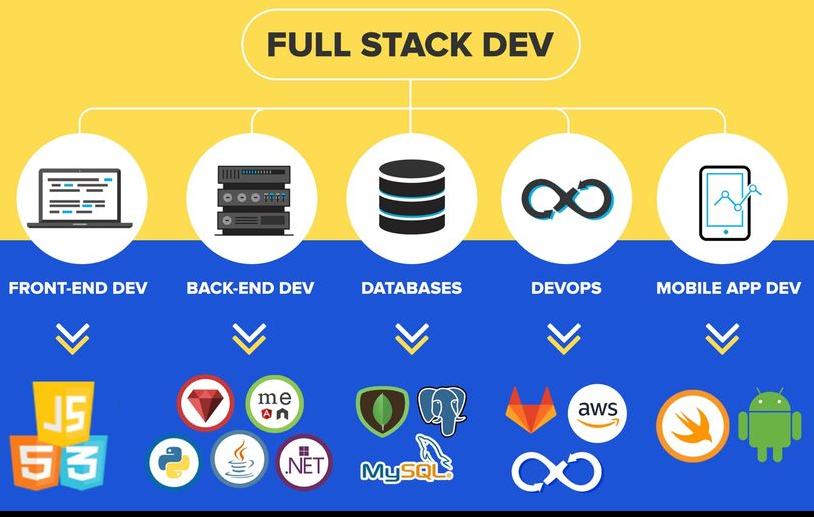 FULL STACK DEV
FRONT-END DEV
BACK-END DEV
DATABASES
DEVOPS
MOBILE APP DEV
JS
5
3
me
A
aws
.NET
MySQL